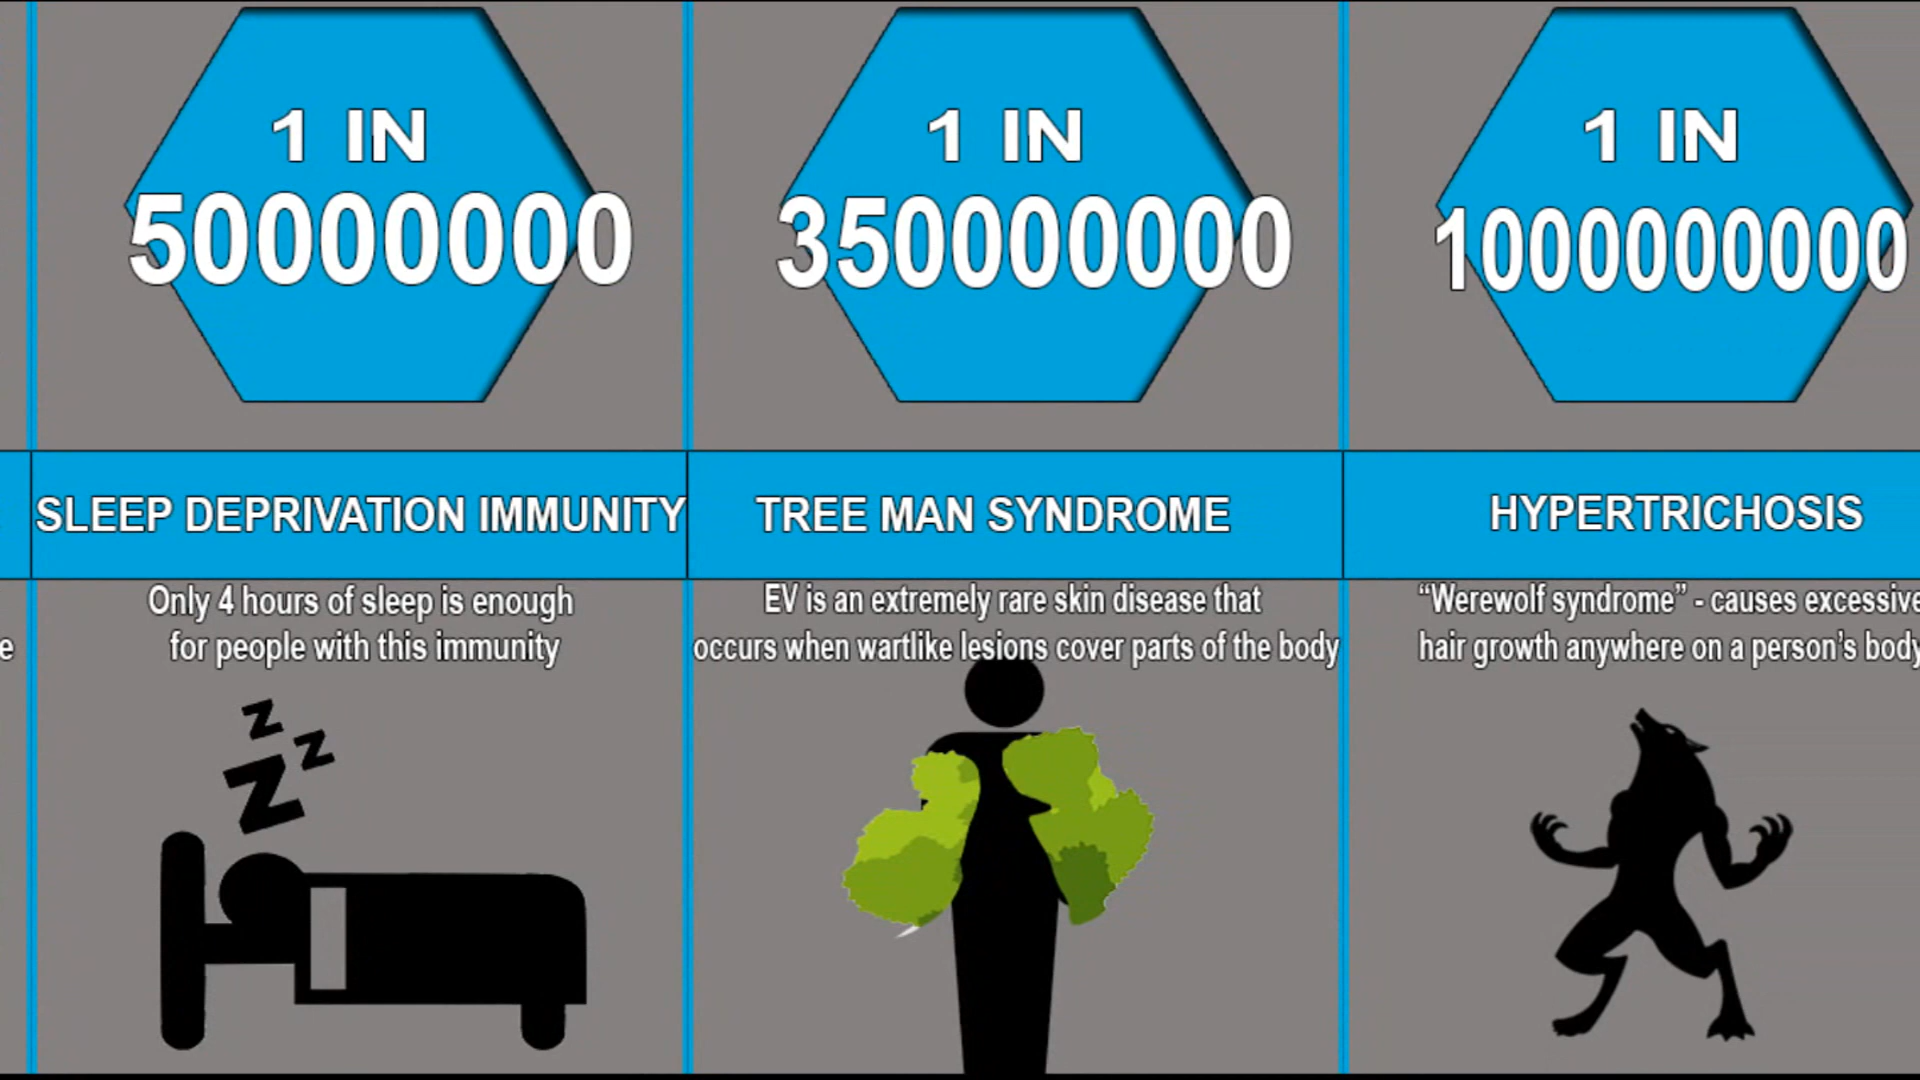 1 IN
50000000
SLEEP DEPRIVATION IMMUNITY
Only 4 hours of sleep is enough
for people with this immunity
z
z
z
1 IN
350000000
TREE MAN SYNDROME
EV is an extremely rare skin disease that
occurs when wartlike lesions cover parts of the body
1 IN
1000000000
HYPERTRICHOSIS
“Werewolf syndrome” - causes excessive
hair growth anywhere on a person’s body